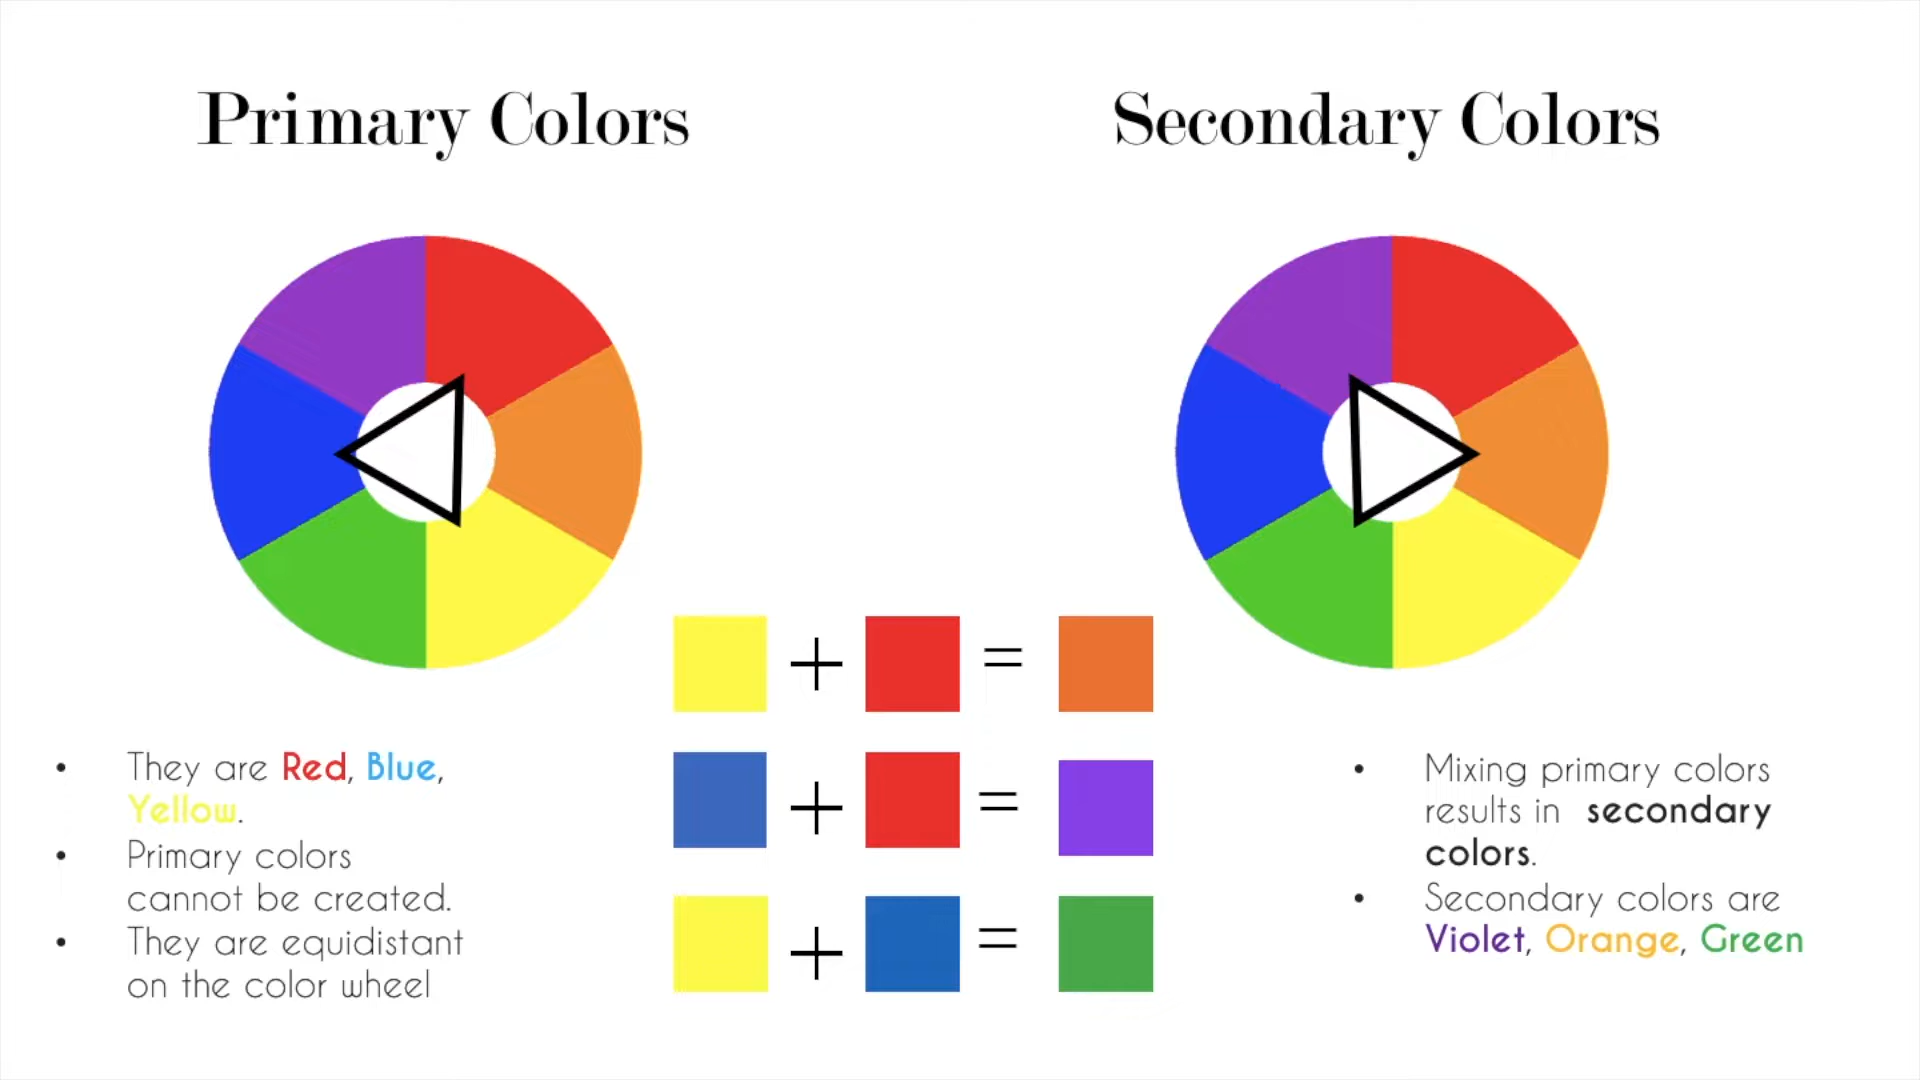 Primary Colors
Secondary Colors
+ =
+ =
+ =
• They are Red, Blue,
Yellow.
• Primary colors
cannot be created.
• They are equidistant
on the color wheel
• Mixing primary colors
results in secondary
colors.
• Secondary colors are
Violet, Orange, Green